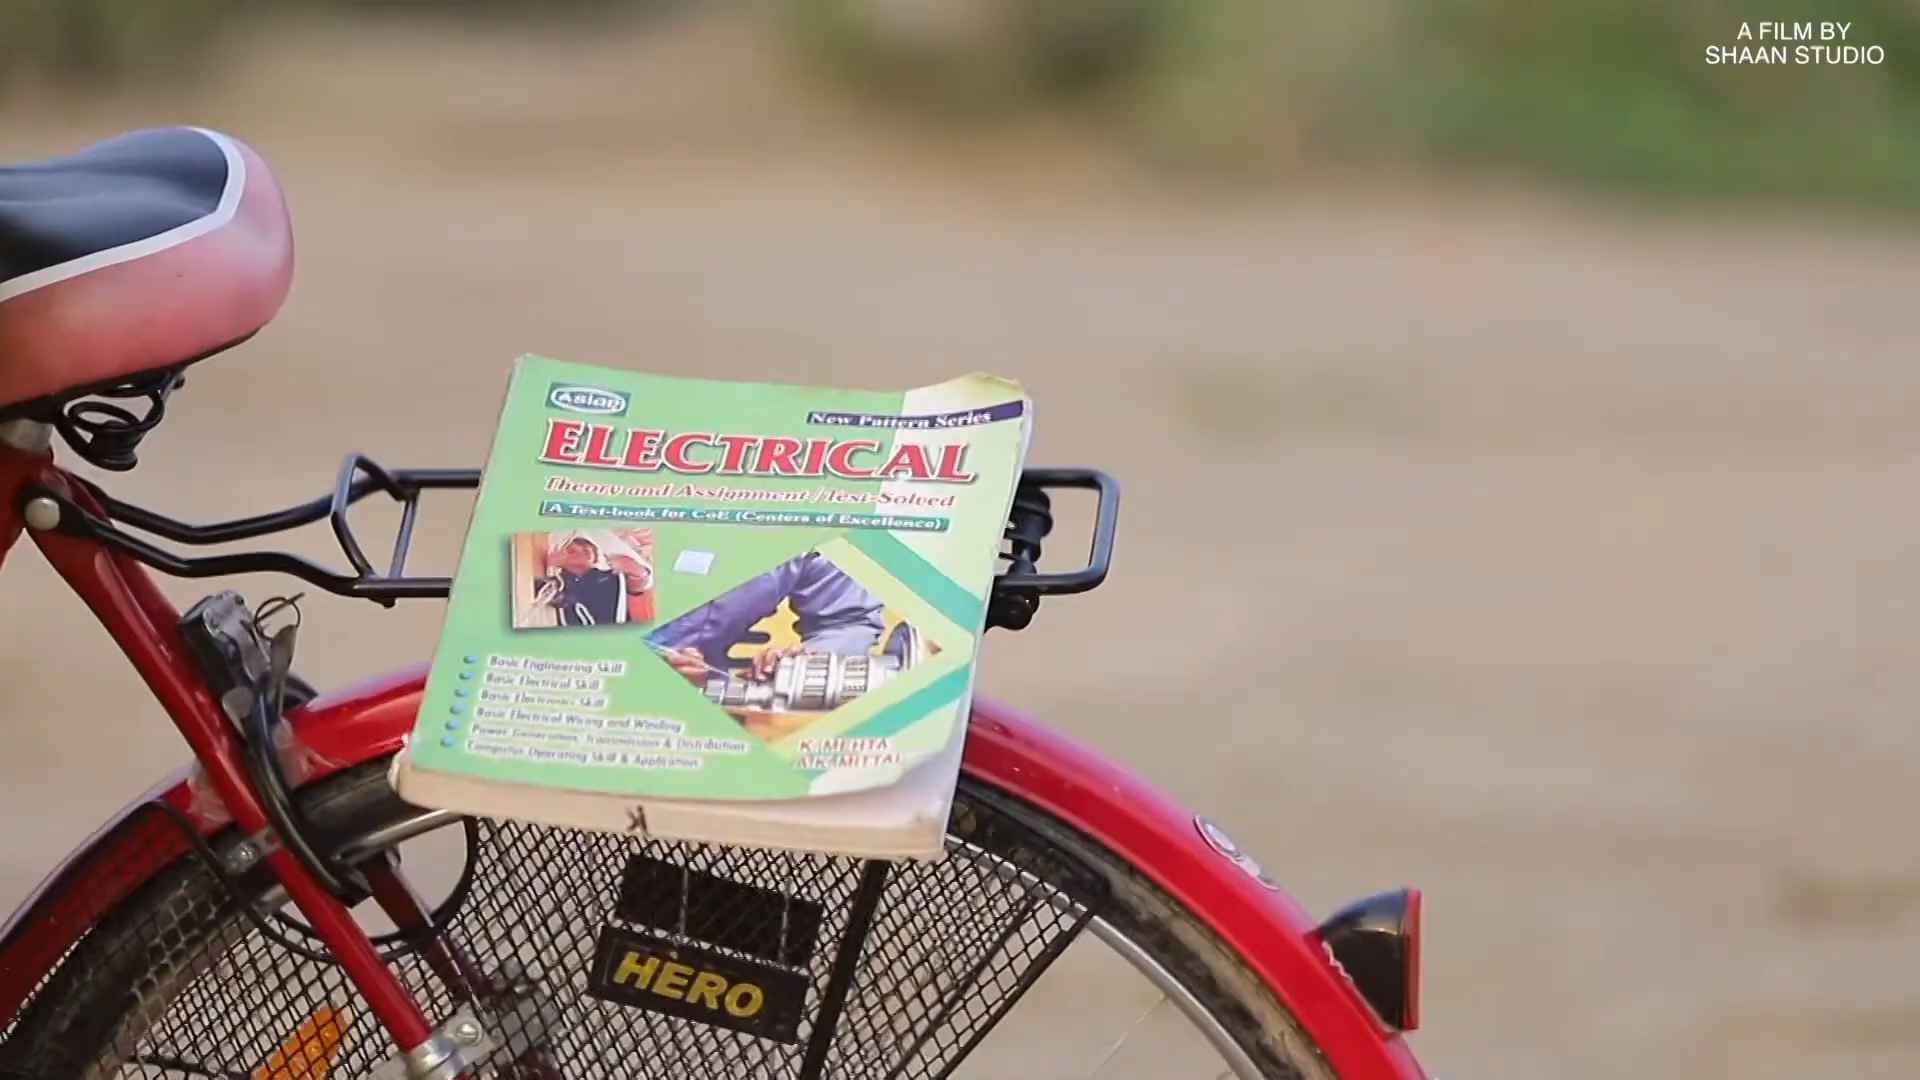 A FILM BY
SHAAN STUDIO
Asian
New Pattern Series
ELECTRICAL
Theory and Assignment / Test-Solved
A Text-book for CoE (Centers of Excellence)
Basic Engineering Skill
Basic Electrical Skill
Basic Electronics Skill
Basic Electrical Wiring and Winding
Power Generation, Transmission & Distribution
Computer Operating Skill & Application
K. MEHTA
A.K. MITTAL
HERO